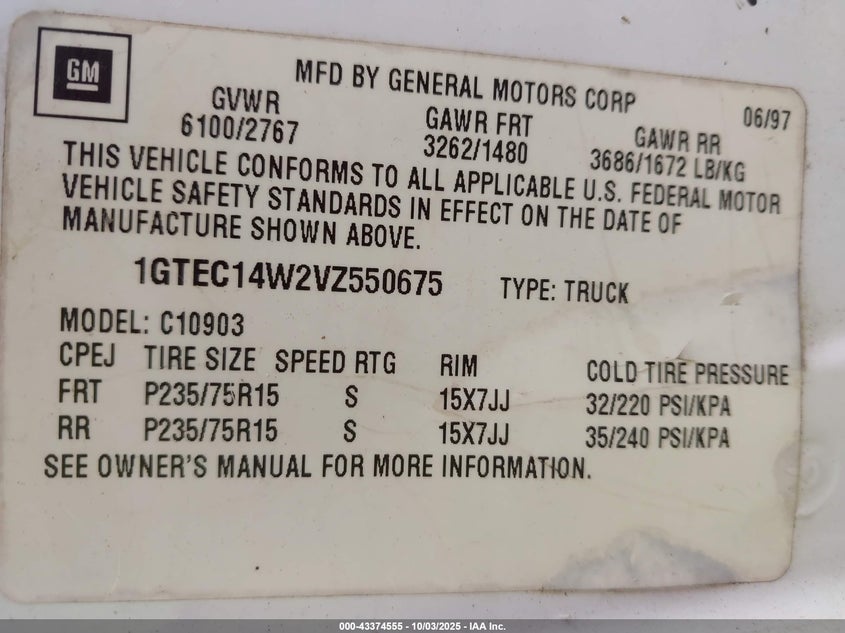 GM
MFD BY GENERAL MOTORS CORP
06/97
GVWR GAWR FRT GAWR RR
6100/2767 3262/1480 3686/1672 LB/KG
THIS VEHICLE CONFORMS TO ALL APPLICABLE U.S. FEDERAL MOTOR
VEHICLE SAFETY STANDARDS IN EFFECT ON THE DATE OF
MANUFACTURE SHOWN ABOVE.
1GTEC14W2VZ550675 TYPE: TRUCK
MODEL: C10903
CPEJ TIRE SIZE SPEED RTG RIM COLD TIRE PRESSURE
FRT P235/75R15 S 15X7JJ 32/220 PSI/KPA
RR P235/75R15 S 15X7JJ 35/240 PSI/KPA
SEE OWNER'S MANUAL FOR MORE INFORMATION.
000-43374555 - 10/03/2025 - IAA Inc.